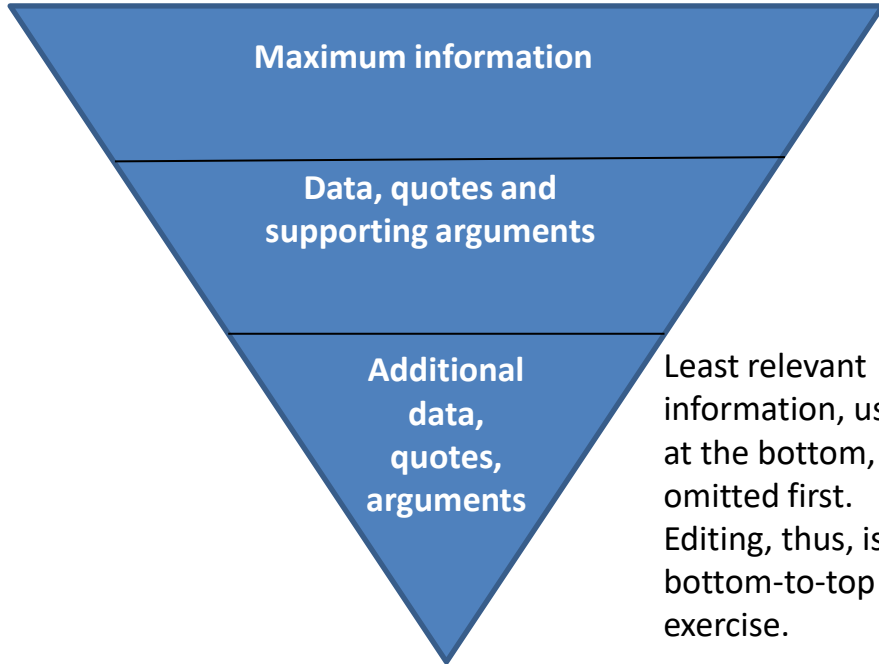 Maximum information
Data, quotes and
supporting arguments
Additional
data,
quotes,
arguments
Least relevant
information,
at the bottom,
omitted first.
Editing, thus,
bottom-to-top
exercise.